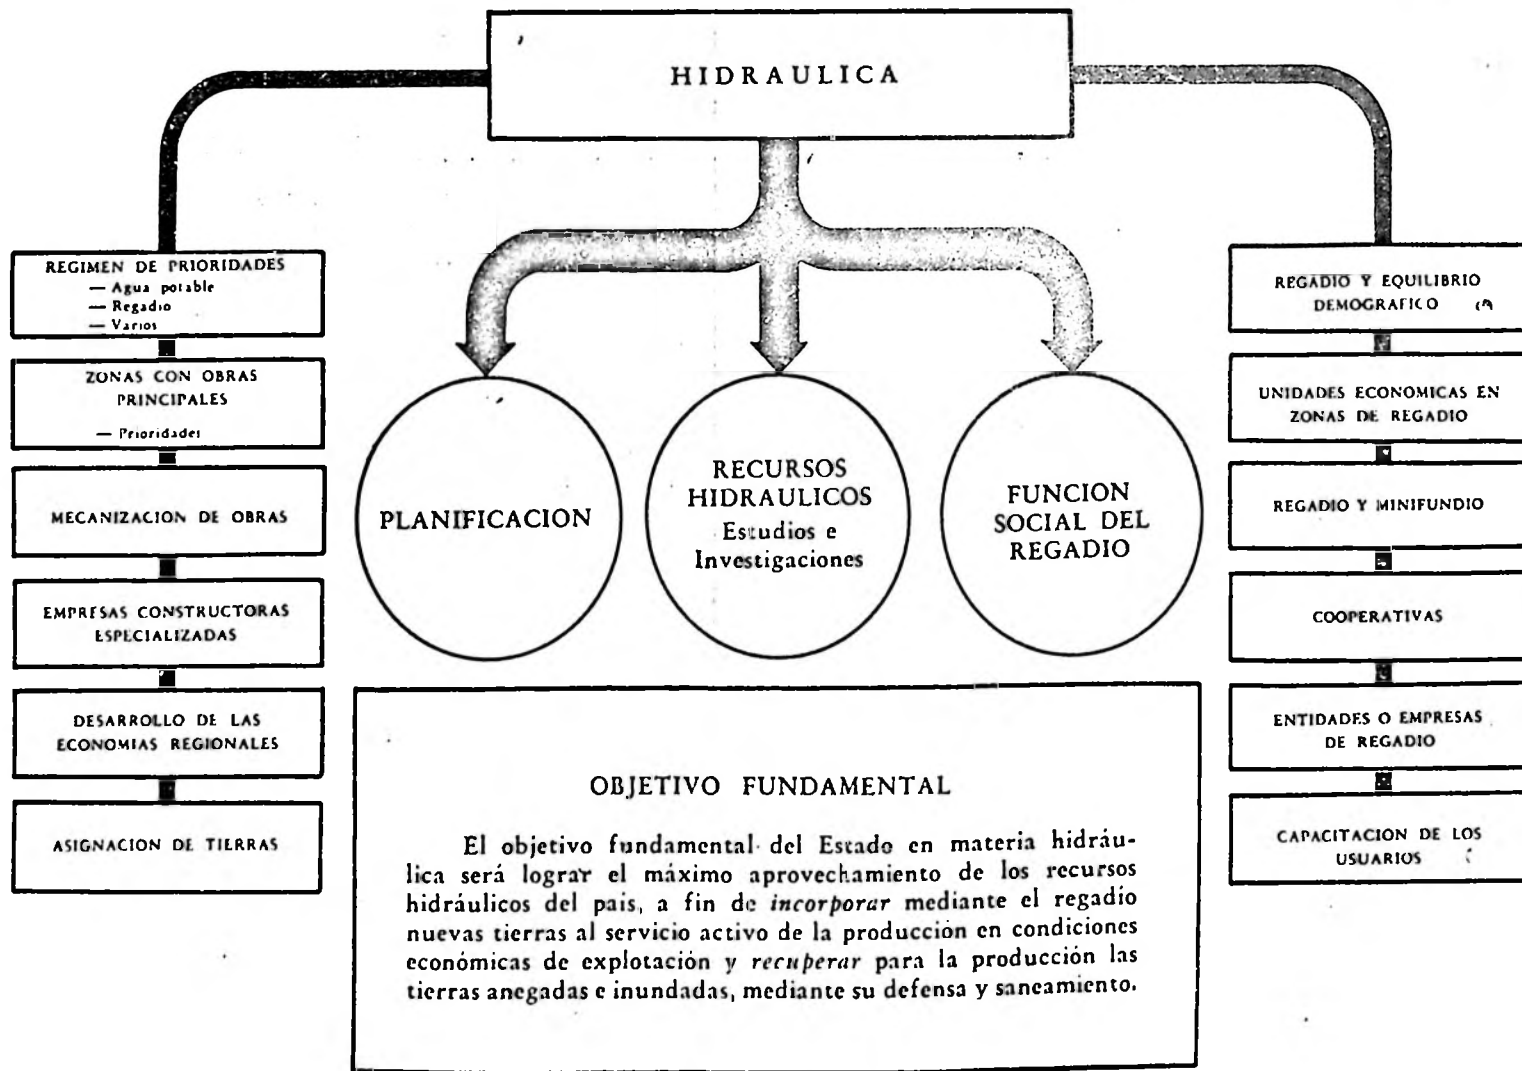 HIDRAULICA
REGIMEN DE PRIORIDADES
— Agua potable
— Regadio
— Varios
ZONAS CON OBRAS
PRINCIPALES
— Prioridades
MECANIZACION DE OBRAS
EMPRESAS CONSTRUCTORAS
ESPECIALIZADAS
DESARROLLO DE LAS
ECONOMIAS REGIONALES
ASIGNACION DE TIERRAS
PLANIFICACION
RECURSOS
HIDRAULICOS
Estudios e
Investigaciones
FUNCION
SOCIAL DEL
REGADIO
REGADIO Y EQUILIBRIO
DEMOGRAFICO
UNIDADES ECONOMICAS EN
ZONAS DE REGADIO
REGADIO Y MINIFUNDIO
COOPERATIVAS
ENTIDADES O EMPRESAS
DE REGADIO
CAPACITACION DE LOS
USUARIOS
OBJETIVO FUNDAMENTAL
El objetivo fundamental del Estado en materia hidráu-
lica será lograr el máximo aprovechamiento de los recursos
hidráulicos del pais, a fin de incorporar mediante el regadío
nuevas tierras al servicio activo de la producción en condiciones
económicas de explotación y recuperar para la producción las
tierras anegadas e inundadas, mediante su defensa y saneamiento.